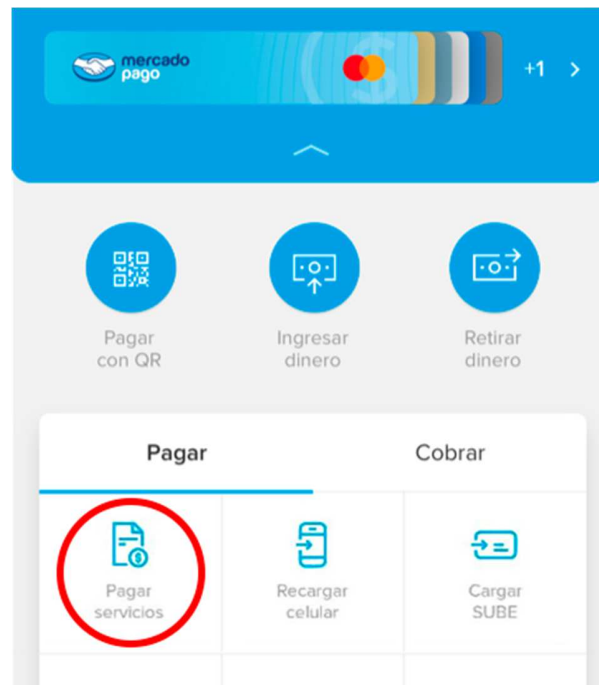 mercado
pago
+1 >
Pagar
con QR
Ingresar
dinero
Retirar
dinero
Pagar
Cobrar
Pagar
servicios
Recargar
celular
Cargar
SUBE